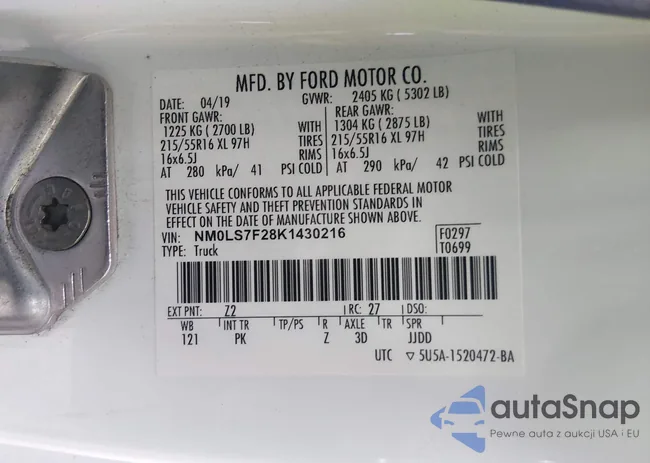 MFD. BY FORD MOTOR CO.
DATE: 04/19 GVWR: 2405 KG ( 5302 LB)
FRONT GAWR: REAR GAWR:
1225 KG ( 2700 LB) WITH 1304 KG ( 2875 LB) WITH
215/55R16 XL 97H TIRES 215/55R16 XL 97H TIRES
16x6.5J RIMS 16x6.5J RIMS
AT 280 kPa/ 41 PSI COLD AT 290 kPa/ 42 PSI COLD
THIS VEHICLE CONFORMS TO ALL APPLICABLE FEDERAL MOTOR
VEHICLE SAFETY AND THEFT PREVENTION STANDARDS IN
EFFECT ON THE DATE OF MANUFACTURE SHOWN ABOVE.
VIN: NM0LS7F28K1430216 F0297
TYPE: Truck T0699
EXT PNT: Z2 RC: 27 DSO:
WB INT TR TP/PS R AXLE TR SPR
121 PK Z 3D JJDD
UTC ▽ 5U5A-1520472-BA
autaSnap
Pewne auta z aukcji USA i EU